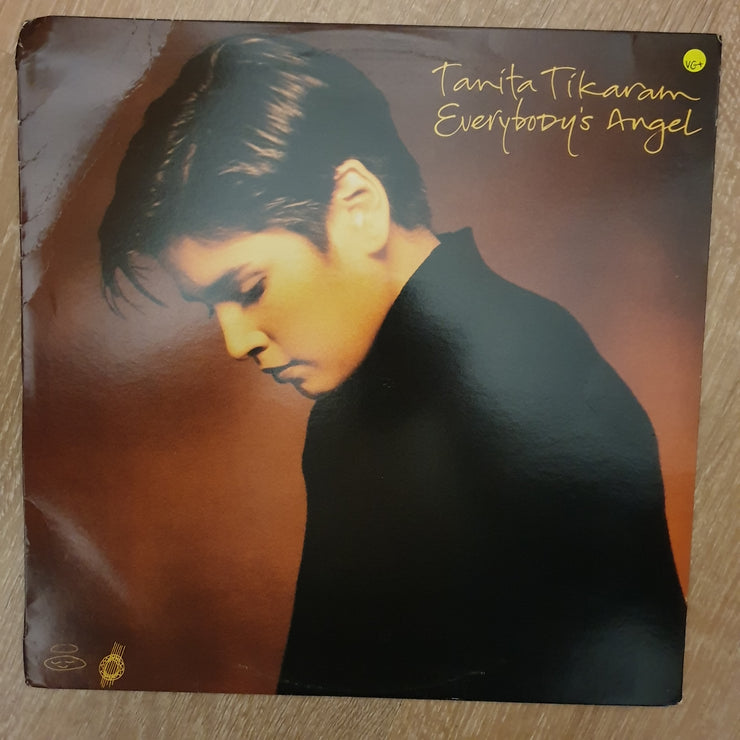 Tanita Tikaram
Everybody's Angel
VG+